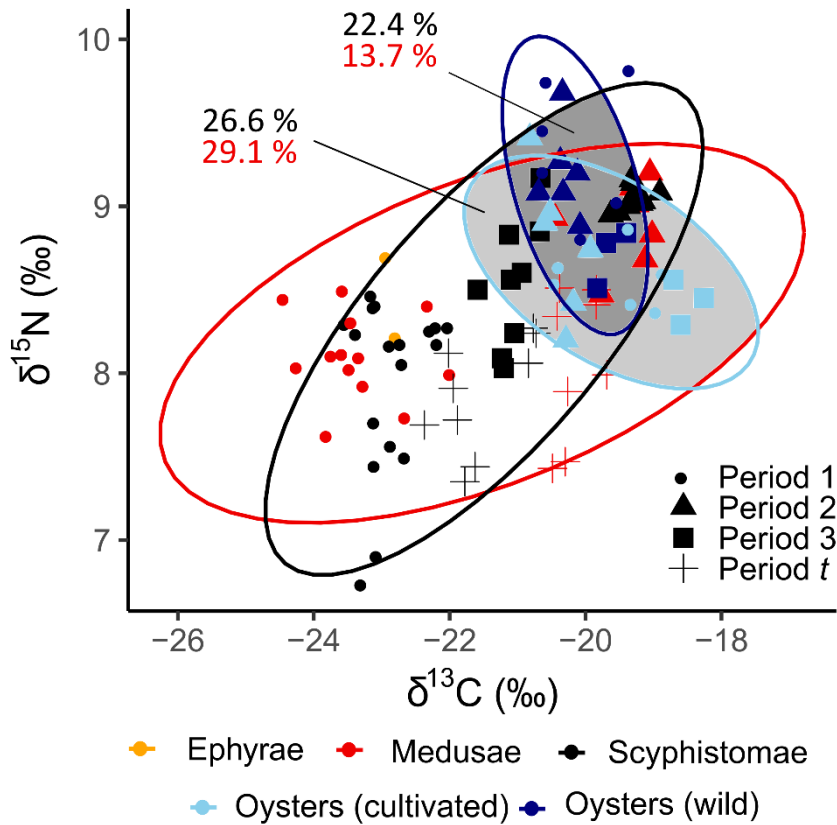 22.4 %
13.7 %
26.6 %
29.1 %
10
9
8
7
δ15N (‰)
Period 1
Period 2
Period 3
Period t
−26 −24 −22 −20 −18
δ13C (‰)
Ephyrae Medusae Scyphistomae
Oysters (cultivated) Oysters (wild)